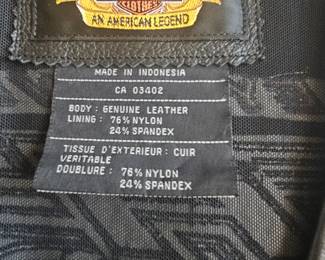 CLOTHES
AN AMERICAN LEGEND
MADE IN INDONESIA
CA 03402
BODY: GENUINE LEATHER
LINING: 76% NYLON
24% SPANDEX
TISSUE D'EXTERIEUR: CUIR
VERITABLE
DOUBLURE: 76% NYLON
24% SPANDEX